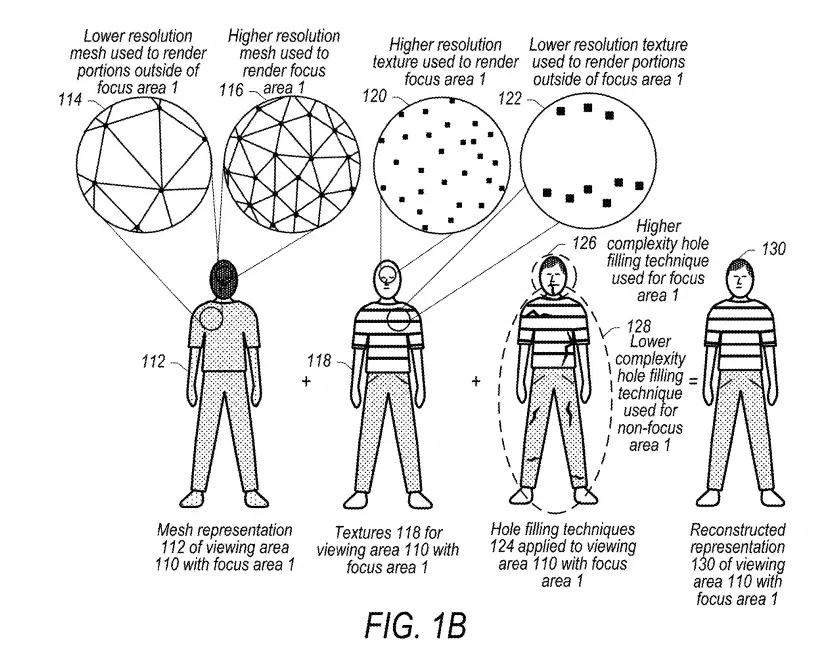 Lower resolution
mesh used to render
portions outside of
focus area 1
114
Higher resolution
mesh used to
render focus
area 1
116
Higher resolution
texture used to render
focus area 1
120
Lower resolution texture
used to render portions
outside of focus area 1
122
126
Higher
complexity hole
filling technique
used for focus
area 1
130
128
Lower
complexity
hole filling
technique
used for
non-focus
area 1
112
+
118
+
=
Mesh representation
112 of viewing area
110 with focus area 1
Textures 118 for
viewing area 110 with
focus area 1
Hole filling techniques
124 applied to viewing
area 110 with focus
area 1
Reconstructed
representation
130 of viewing
area 110 with
focus area 1
FIG. 1B